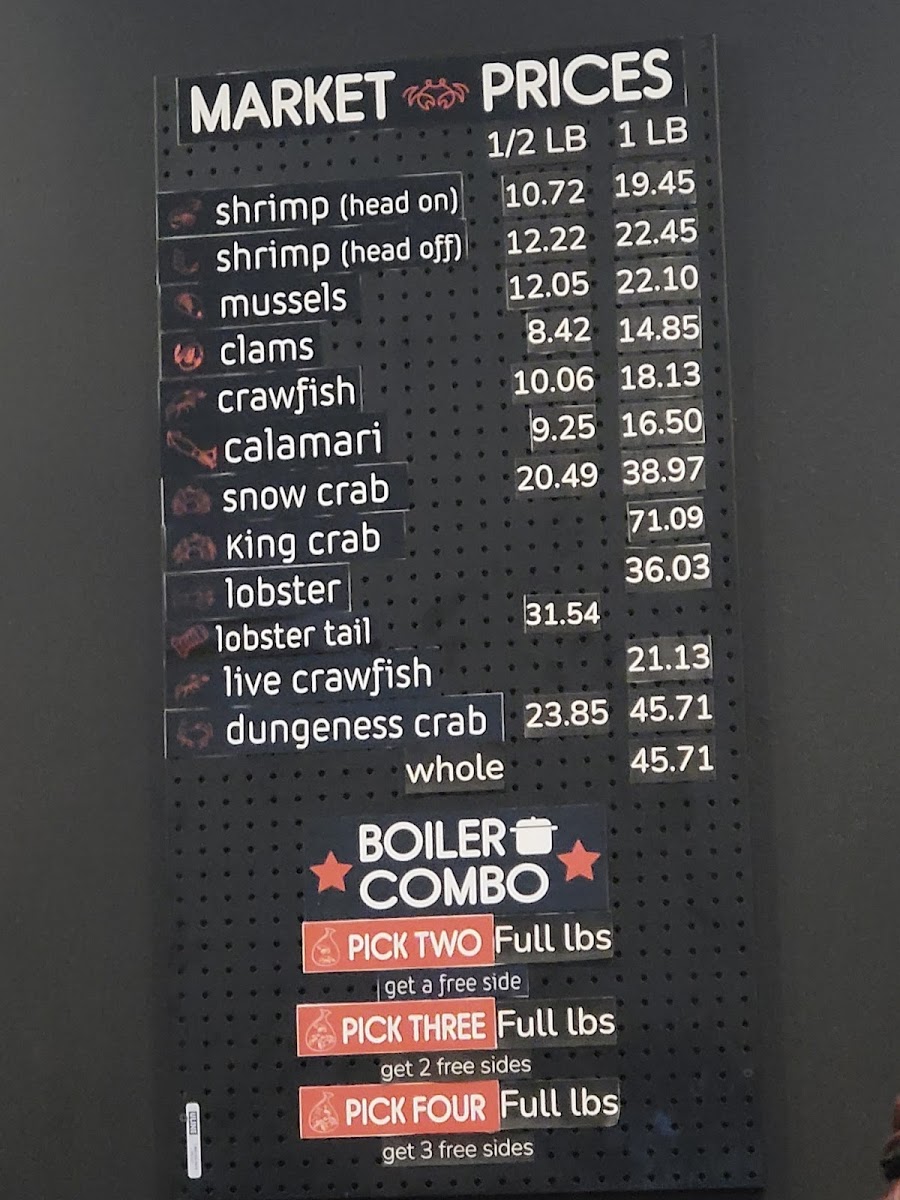 MARKET PRICES
1/2 LB 1 LB
shrimp (head on) 10.72 19.45
shrimp (head off) 12.22 22.45
mussels 12.05 22.10
clams 8.42 14.85
crawfish 10.06 18.13
calamari 9.25 16.50
snow crab 20.49 38.97
King crab 71.09
lobster 36.03
lobster tail 31.54
live crawfish 21.13
dungeness crab 23.85 45.71
whole 45.71
BOILER
COMBO
PICK TWO Full lbs
get a free side
PICK THREE Full lbs
get 2 free sides
PICK FOUR Full lbs
get 3 free sides